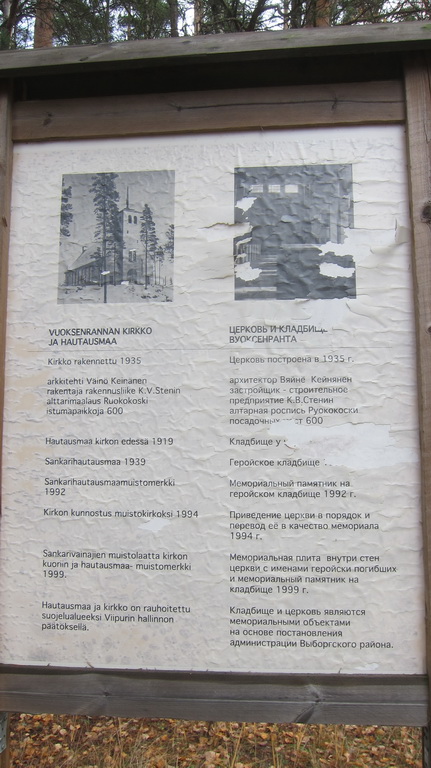 VUOKSENRANNAN KIRKKO
JA HAUTAUSMAA
Kirkko rakennettu 1935
arkkitehti Väinö Keinänen
rakentaja rakennusliike K.V.Stenin
alttarimaalaus Ruokokoski
istumapaikkoja 600
Hautausmaa kirkon edessä 1919
Sankarihautausmaa 1939
Sankarihautausmaamuistomerkki
1992
Kirkon kunnostus muistokirkoksi 1994
Sankarivainajien muistolaatta kirkon
kuoriin ja hautausmaa- muistomerkki
1999.
Hautausmaa ja kirkko on rauhoitettu
suojelualueeksi Viipurin hallinnon
päätöksellä.
ЦЕРКОВЬ И
ВУОКСЕНРАНТА
Церковь построена в 1935 г.
архитектор Вяйнё Кейнянен
застройщик - строительное
предприятие К.В.Стенин
алтарная роспись Руококоски
600
Кладбище у
Геройское кладбище
Мемориальный памятник на
геройском кладбище 1992 г.
Приведение церкви в порядок и
перевод её в качество мемориала
1994 г.
Мемориальная плита внутри стен
церкви с именами геройски погибших
и мемориальный памятник на
кладбище 1999 г.
Кладбище и церковь являются
мемориальными объектами
на основе постановления
администрации Выборгского района.